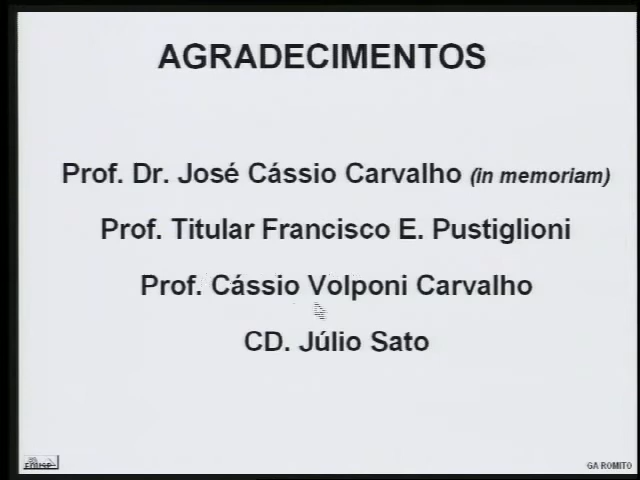 AGRADECIMENTOS
Prof. Dr. José Cássio Carvalho (in memoriam)
Prof. Titular Francisco E. Pustiglioni
Prof. Cássio Volponi Carvalho
CD. Júlio Sato
FOUSP
GA ROMITO